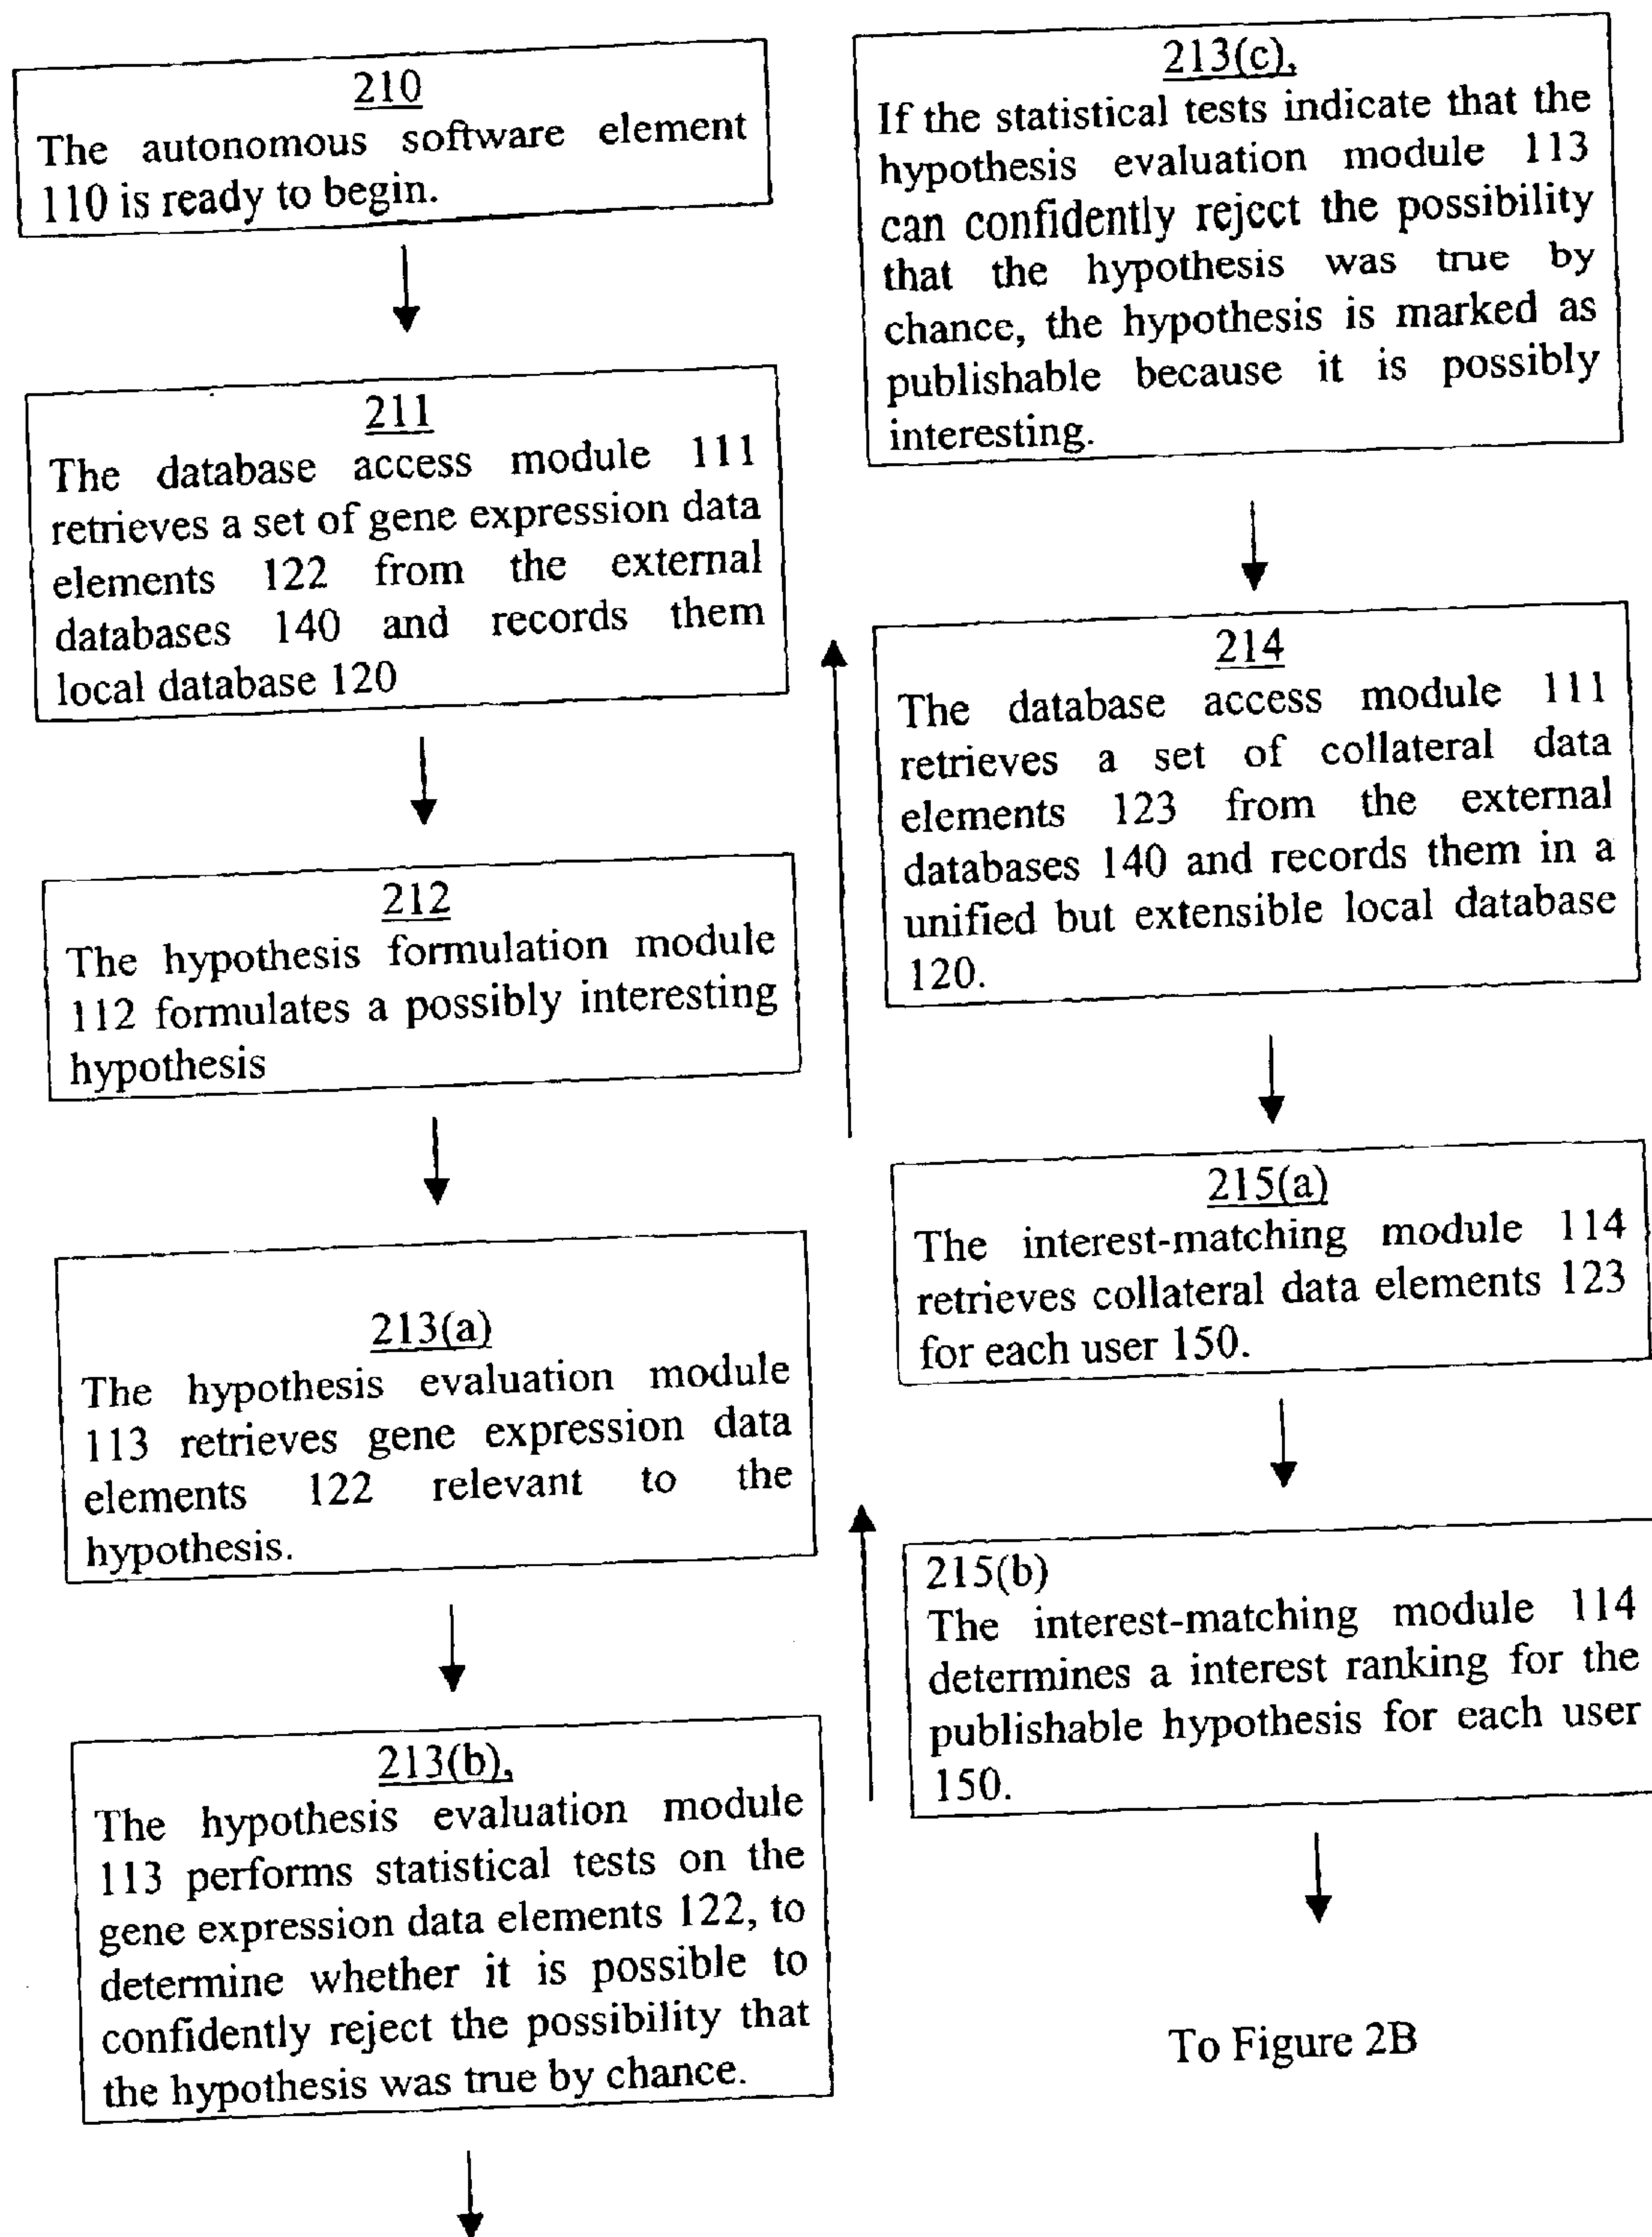 210
The autonomous software element
110 is ready to begin.
211
The database access module 111
retrieves a set of gene expression data
elements 122 from the external
databases 140 and records them
local database 120
212
The hypothesis formulation module
112 formulates a possibly interesting
hypothesis
213(a)
The hypothesis evaluation module
113 retrieves gene expression data
elements 122 relevant to the
hypothesis.
213(b),
The hypothesis evaluation module
113 performs statistical tests on the
gene expression data elements 122, to
determine whether it is possible to
confidently reject the possibility that
the hypothesis was true by chance.
213(c),
If the statistical tests indicate that the
hypothesis evaluation module 113
can confidently reject the possibility
that the hypothesis was true by
chance, the hypothesis is marked as
publishable because it is possibly
interesting.
214
The database access module 111
retrieves a set of collateral data
elements 123 from the external
databases 140 and records them in a
unified but extensible local database
120.
215(a)
The interest-matching module 114
retrieves collateral data elements 123
for each user 150.
215(b)
The interest-matching module 114
determines a interest ranking for the
publishable hypothesis for each user
150.
To Figure 2B